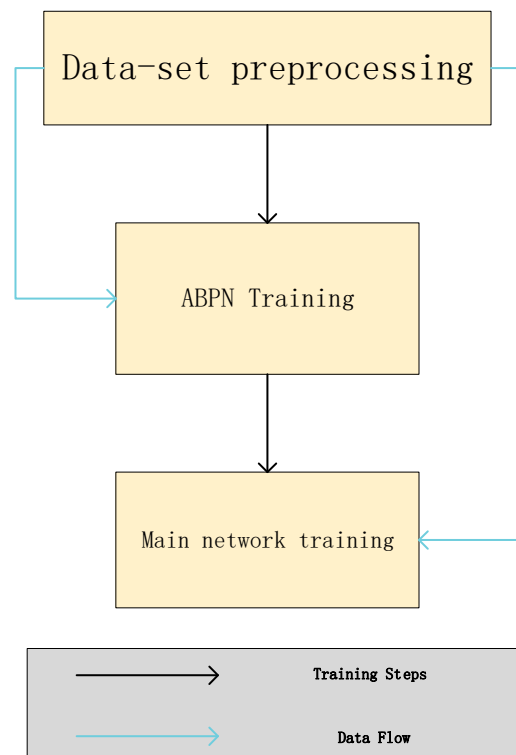 Data-set preprocessing
ABPN Training
Main network training
Training Steps
Data Flow